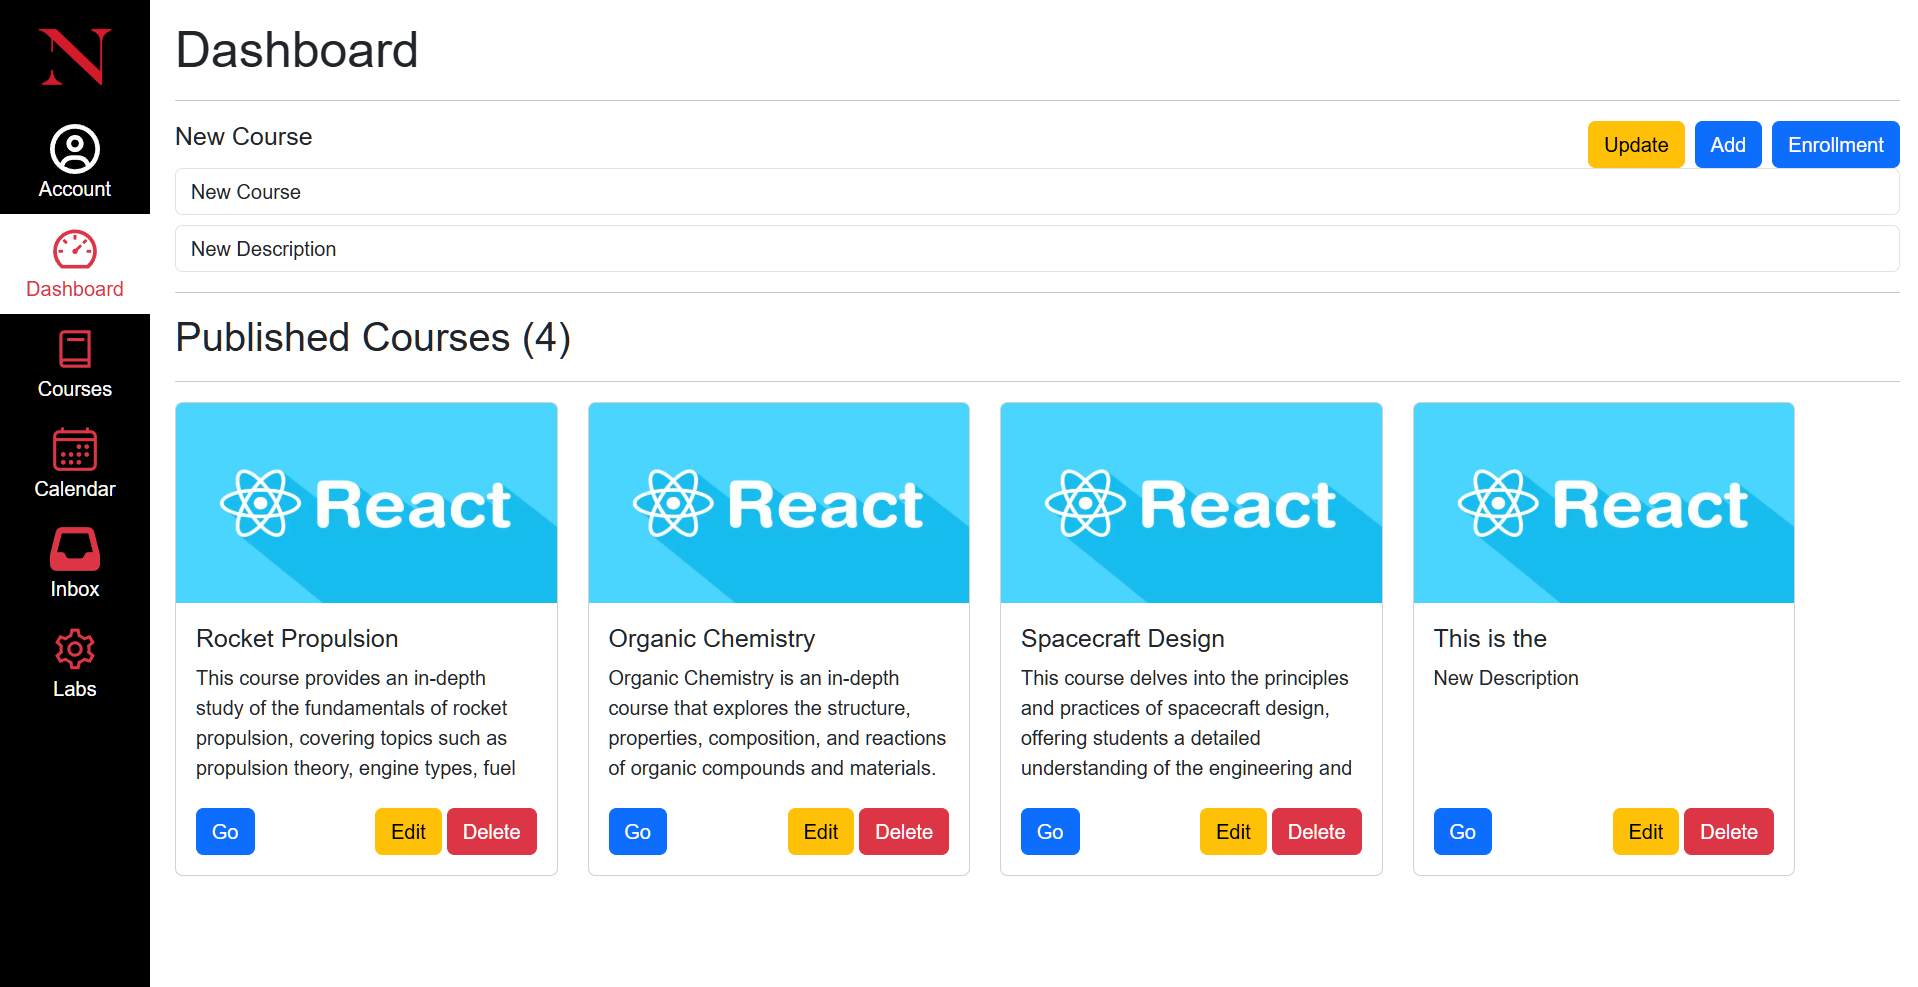 N
Account
Dashboard
Courses
Calendar
Inbox
Labs
Dashboard
New Course
Update
Add
Enrollment
New Course
New Description
Published Courses (4)
React
Rocket Propulsion
This course provides an in-depth
study of the fundamentals of rocket
propulsion, covering topics such as
propulsion theory, engine types, fuel
Go
Edit
Delete
React
Organic Chemistry
Organic Chemistry is an in-depth
course that explores the structure,
properties, composition, and reactions
of organic compounds and materials.
Go
Edit
Delete
React
Spacecraft Design
This course delves into the principles
and practices of spacecraft design,
offering students a detailed
understanding of the engineering and
Go
Edit
Delete
React
This is the
New Description
Go
Edit
Delete